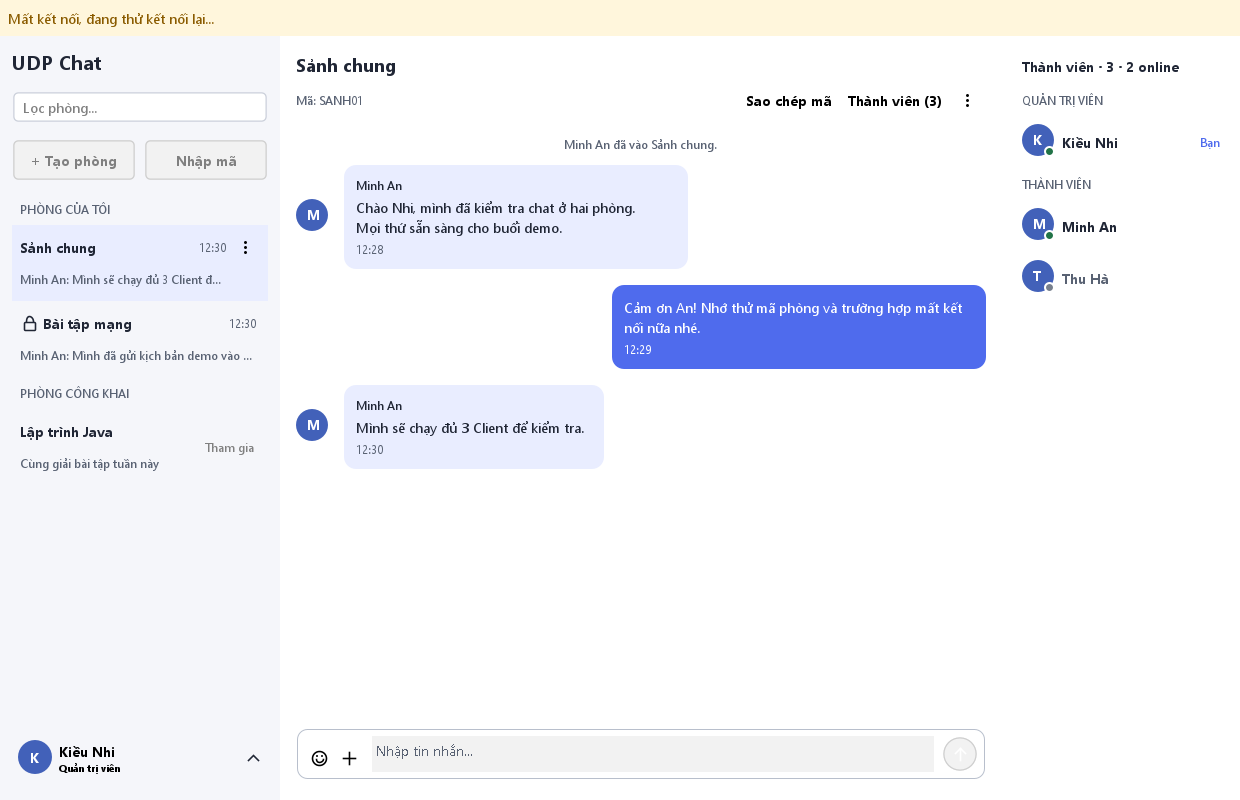 Mất kết nối, đang thử kết nối lại...
UDP Chat
Lọc phòng...
+ Tạo phòng
Nhập mã
PHÒNG CỦA TÔI
Sảnh chung
12:30
Minh An: Mình sẽ chạy đủ 3 Client đ...
Bài tập mạng
12:30
Minh An: Mình đã gửi kịch bản demo vào ...
PHÒNG CÔNG KHAI
Lập trình Java
Tham gia
Cùng giải bài tập tuần này
K
Kiều Nhi
Quản trị viên
Sảnh chung
Mã: SANH01
Sao chép mã
Thành viên (3)
Minh An đã vào Sảnh chung.
M
Minh An
Chào Nhi, mình đã kiểm tra chat ở hai phòng.
Mọi thứ sẵn sàng cho buổi demo.
12:28
Cảm ơn An! Nhớ thử mã phòng và trường hợp mất kết
nối nữa nhé.
12:29
M
Minh An
Mình sẽ chạy đủ 3 Client để kiểm tra.
12:30
Nhập tin nhắn...
Thành viên · 3 · 2 online
QUẢN TRỊ VIÊN
K
Kiều Nhi
Bạn
THÀNH VIÊN
M
Minh An
T
Thu Hà